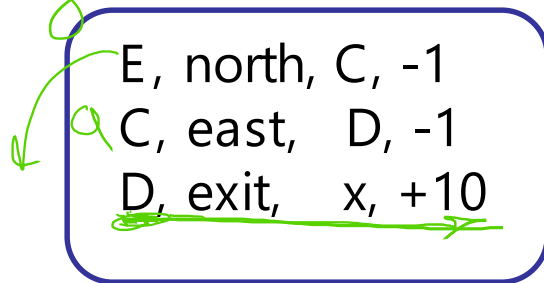 E, north, C, -1
C, east, D, -1
D, exit, x, +10